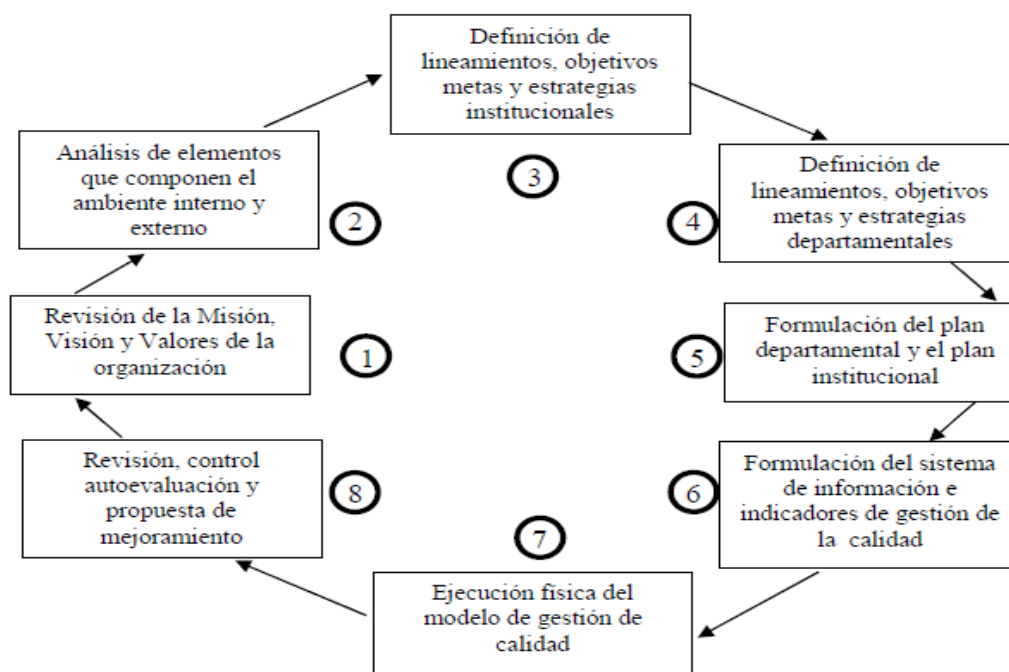 Revisión de la Misión,
Visión y Valores de la
organización
1
Análisis de elementos
que componen el
ambiente interno y
externo
2
Definición de
lineamientos, objetivos
metas y estrategias
institucionales
3
Definición de
lineamientos, objetivos
metas y estrategias
departamentales
4
Formulación del plan
departamental y el plan
institucional
5
Formulación del sistema
de información e
indicadores de gestión de
la calidad
6
Ejecución física del
modelo de gestión de
calidad
7
Revisión, control
autoevaluación y
propuesta de
mejoramiento
8